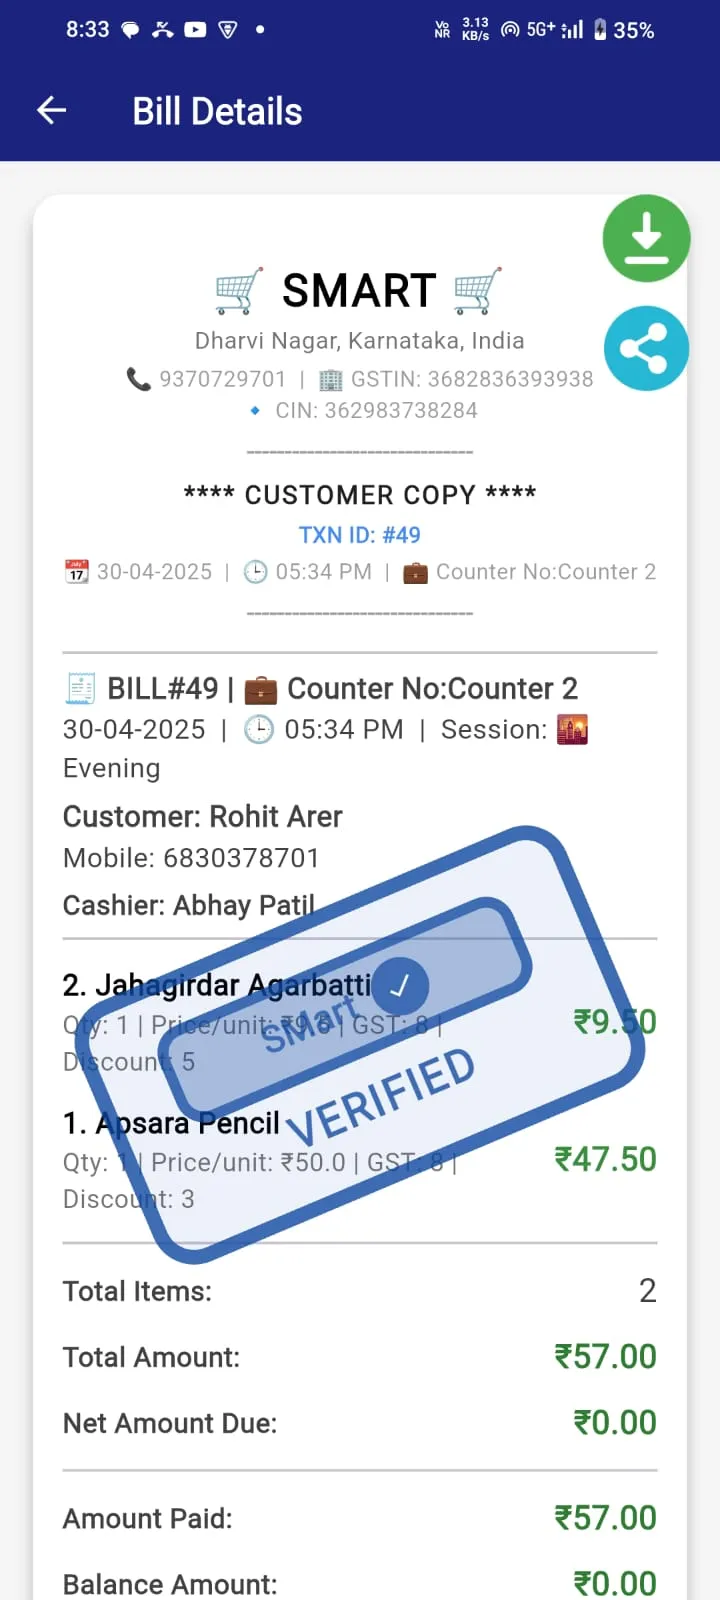 8:33
Vo NR 3.13 KB/s 5G+ 35%
Bill Details
SMART
Dharvi Nagar, Karnataka, India
9370729701 | GSTIN: 3682836393938
CIN: 362983738284
------------------------------
**** CUSTOMER COPY ****
TXN ID: #49
30-04-2025 | 05:34 PM | Counter No:Counter 2
------------------------------
BILL#49 | Counter No:Counter 2
30-04-2025 | 05:34 PM | Session:
Evening
Customer: Rohit Arer
Mobile: 6830378701
Cashier: Abhay Patil
2. Jahagirdar Agarbatti
Qty: 1 | Price/unit: ₹9.5 | GST: 8 | ₹9.50
Discount: 5
SMart
VERIFIED
1. Apsara Pencil
Qty: 1 | Price/unit: ₹50.0 | GST: 8 | ₹47.50
Discount: 3
Total Items: 2
Total Amount: ₹57.00
Net Amount Due: ₹0.00
Amount Paid: ₹57.00
Balance Amount: ₹0.00